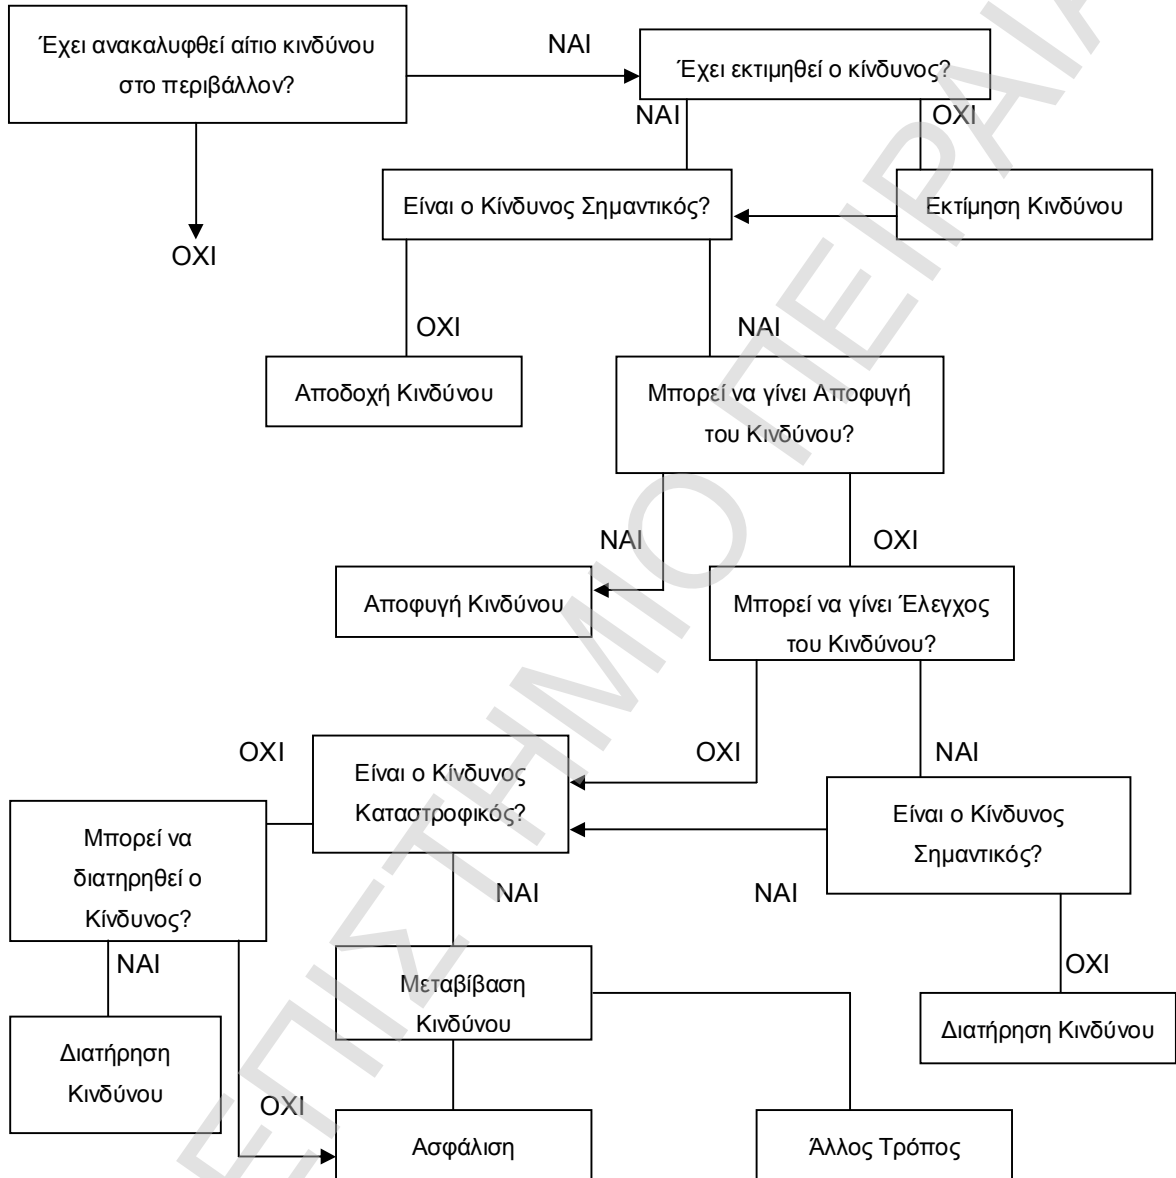 Έχει ανακαλυφθεί αίτιο κινδύνου
στο περιβάλλον?
ΝΑΙ
Έχει εκτιμηθεί ο κίνδυνος?
ΝΑΙ
ΟΧΙ
Είναι ο Κίνδυνος Σημαντικός?
Εκτίμηση Κινδύνου
ΟΧΙ
ΟΧΙ
ΝΑΙ
Αποδοχή Κινδύνου
Μπορεί να γίνει Αποφυγή
του Κινδύνου?
ΝΑΙ
ΟΧΙ
Αποφυγή Κινδύνου
Μπορεί να γίνει Έλεγχος
του Κινδύνου?
ΟΧΙ
ΟΧΙ
ΝΑΙ
Είναι ο Κίνδυνος
Καταστροφικός?
Είναι ο Κίνδυνος
Σημαντικός?
Μπορεί να
διατηρηθεί ο
Κίνδυνος?
ΝΑΙ
ΝΑΙ
ΝΑΙ
ΟΧΙ
Μεταβίβαση
Κινδύνου
Διατήρηση Κινδύνου
Διατήρηση
Κινδύνου
ΟΧΙ
Ασφάλιση
Άλλος Τρόπος
ΕΠΙΣΤΗΜΙΟ ΠΕΙΡΑΙΑ